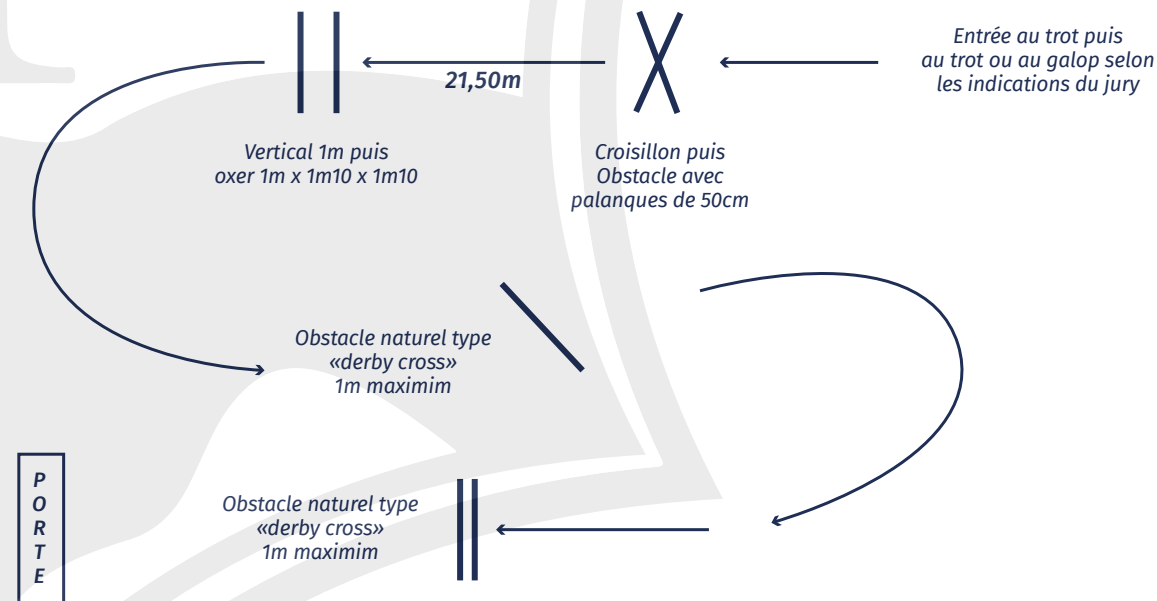 Entrée au trot puis
au trot ou au galop selon
les indications du jury
21,50m
Vertical 1m puis
oxer 1m x 1m10 x 1m10
Croisillon puis
Obstacle avec
palanques de 50cm
Obstacle naturel type
«derby cross»
1m maximim
Obstacle naturel type
«derby cross»
1m maximim
P
O
R
T
E